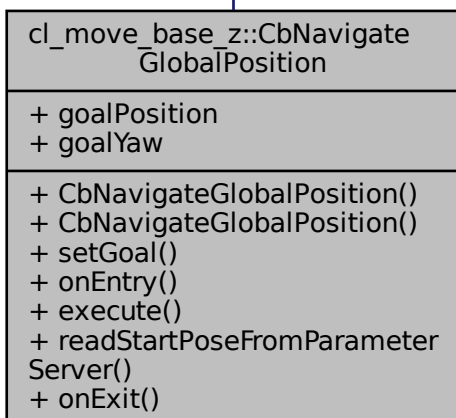 cl_move_base_z::CbNavigate
GlobalPosition
+ goalPosition
+ goalYaw
+ CbNavigateGlobalPosition()
+ CbNavigateGlobalPosition()
+ setGoal()
+ onEntry()
+ execute()
+ readStartPoseFromParameter
Server()
+ onExit()